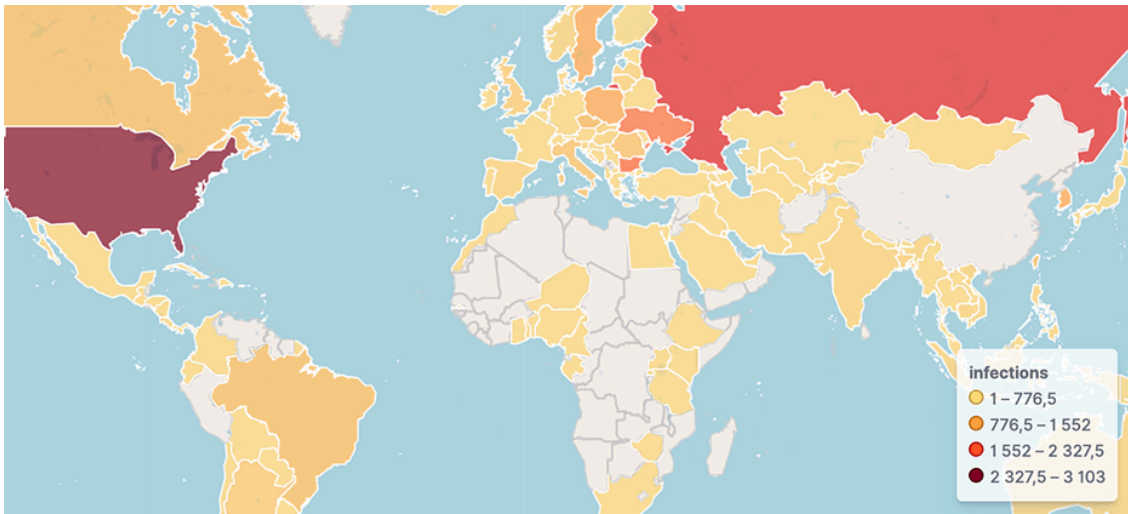 infections
1 – 776,5
776,5 – 1 552
1 552 – 2 327,5
2 327,5 – 3 103